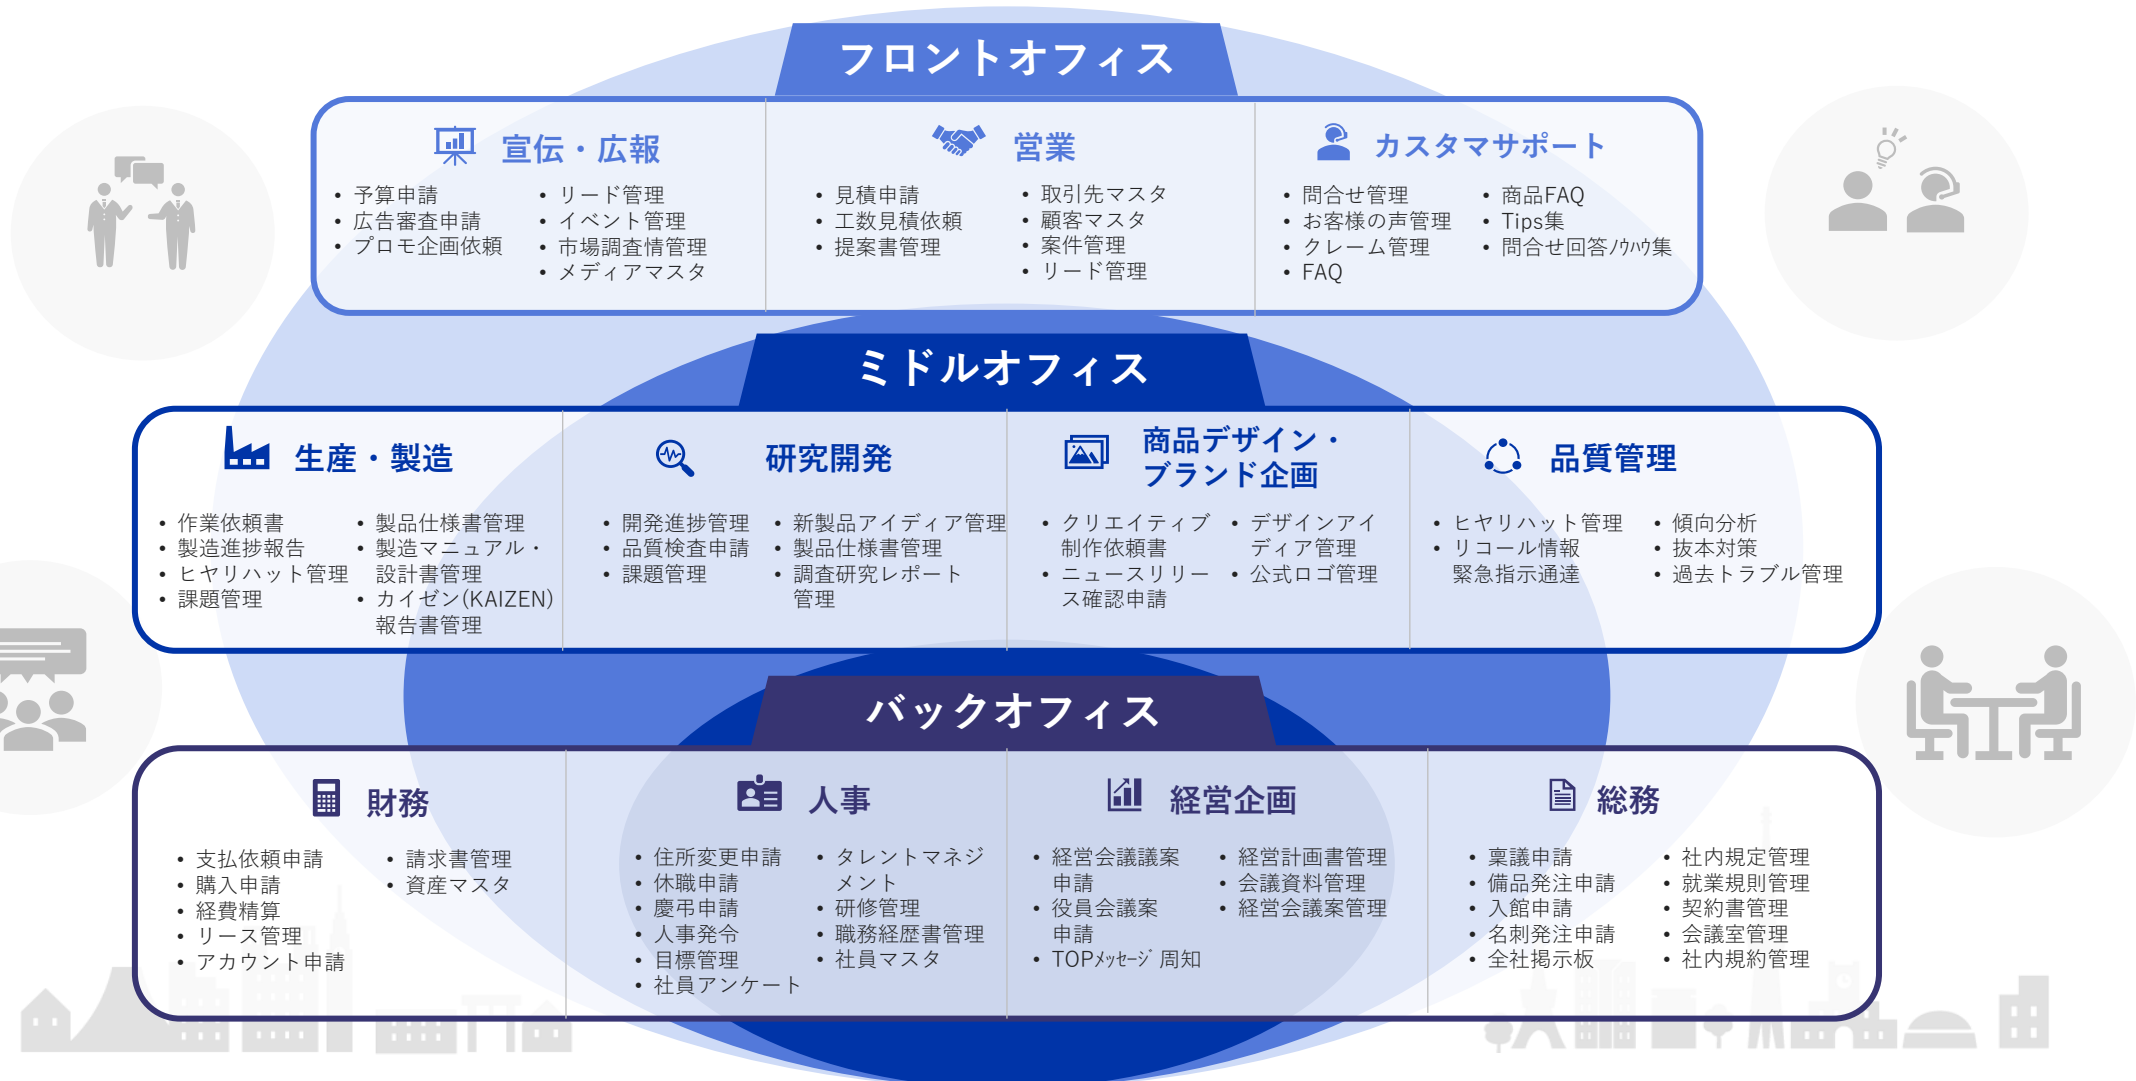 フロントオフィス
宣伝・広報
• 予算申請
• 広告審査申請
• プロモ企画依頼
• リード管理
• イベント管理
• 市場調査情管理
• メディアマスタ
営業
• 見積申請
• 工数見積依頼
• 提案書管理
• 取引先マスタ
• 顧客マスタ
• 案件管理
• リード管理
カスタマサポート
• 問合せ管理
• お客様の声管理
• クレーム管理
• FAQ
• 商品FAQ
• Tips集
• 問合せ回答ﾉｳﾊｳ集
ミドルオフィス
生産・製造
• 作業依頼書
• 製造進捗報告
• ヒヤリハット管理
• 課題管理
• 製品仕様書管理
• 製造マニュアル・
設計書管理
• カイゼン(KAIZEN)
報告書管理
研究開発
• 開発進捗管理
• 品質検査申請
• 課題管理
• 新製品アイディア管理
• 製品仕様書管理
• 調査研究レポート
管理
商品デザイン・
ブランド企画
• クリエイティブ
制作依頼書
• ニュースリリー
ス確認申請
• デザインアイ
ディア管理
• 公式ロゴ管理
品質管理
• ヒヤリハット管理
• リコール情報
緊急指示通達
• 傾向分析
• 抜本対策
• 過去トラブル管理
バックオフィス
財務
• 支払依頼申請
• 購入申請
• 経費精算
• リース管理
• アカウント申請
• 請求書管理
• 資産マスタ
人事
• 住所変更申請
• 休職申請
• 慶弔申請
• 人事発令
• 目標管理
• 社員アンケート
• タレントマネジ
メント
• 研修管理
• 職務経歴書管理
• 社員マスタ
経営企画
• 経営会議議案
申請
• 役員会議案
申請
• TOPﾒｯｾｰｼﾞ 周知
• 経営計画書管理
• 会議資料管理
• 経営会議案管理
総務
• 稟議申請
• 備品発注申請
• 入館申請
• 名刺発注申請
• 全社掲示板
• 社内規定管理
• 就業規則管理
• 契約書管理
• 会議室管理
• 社内規約管理